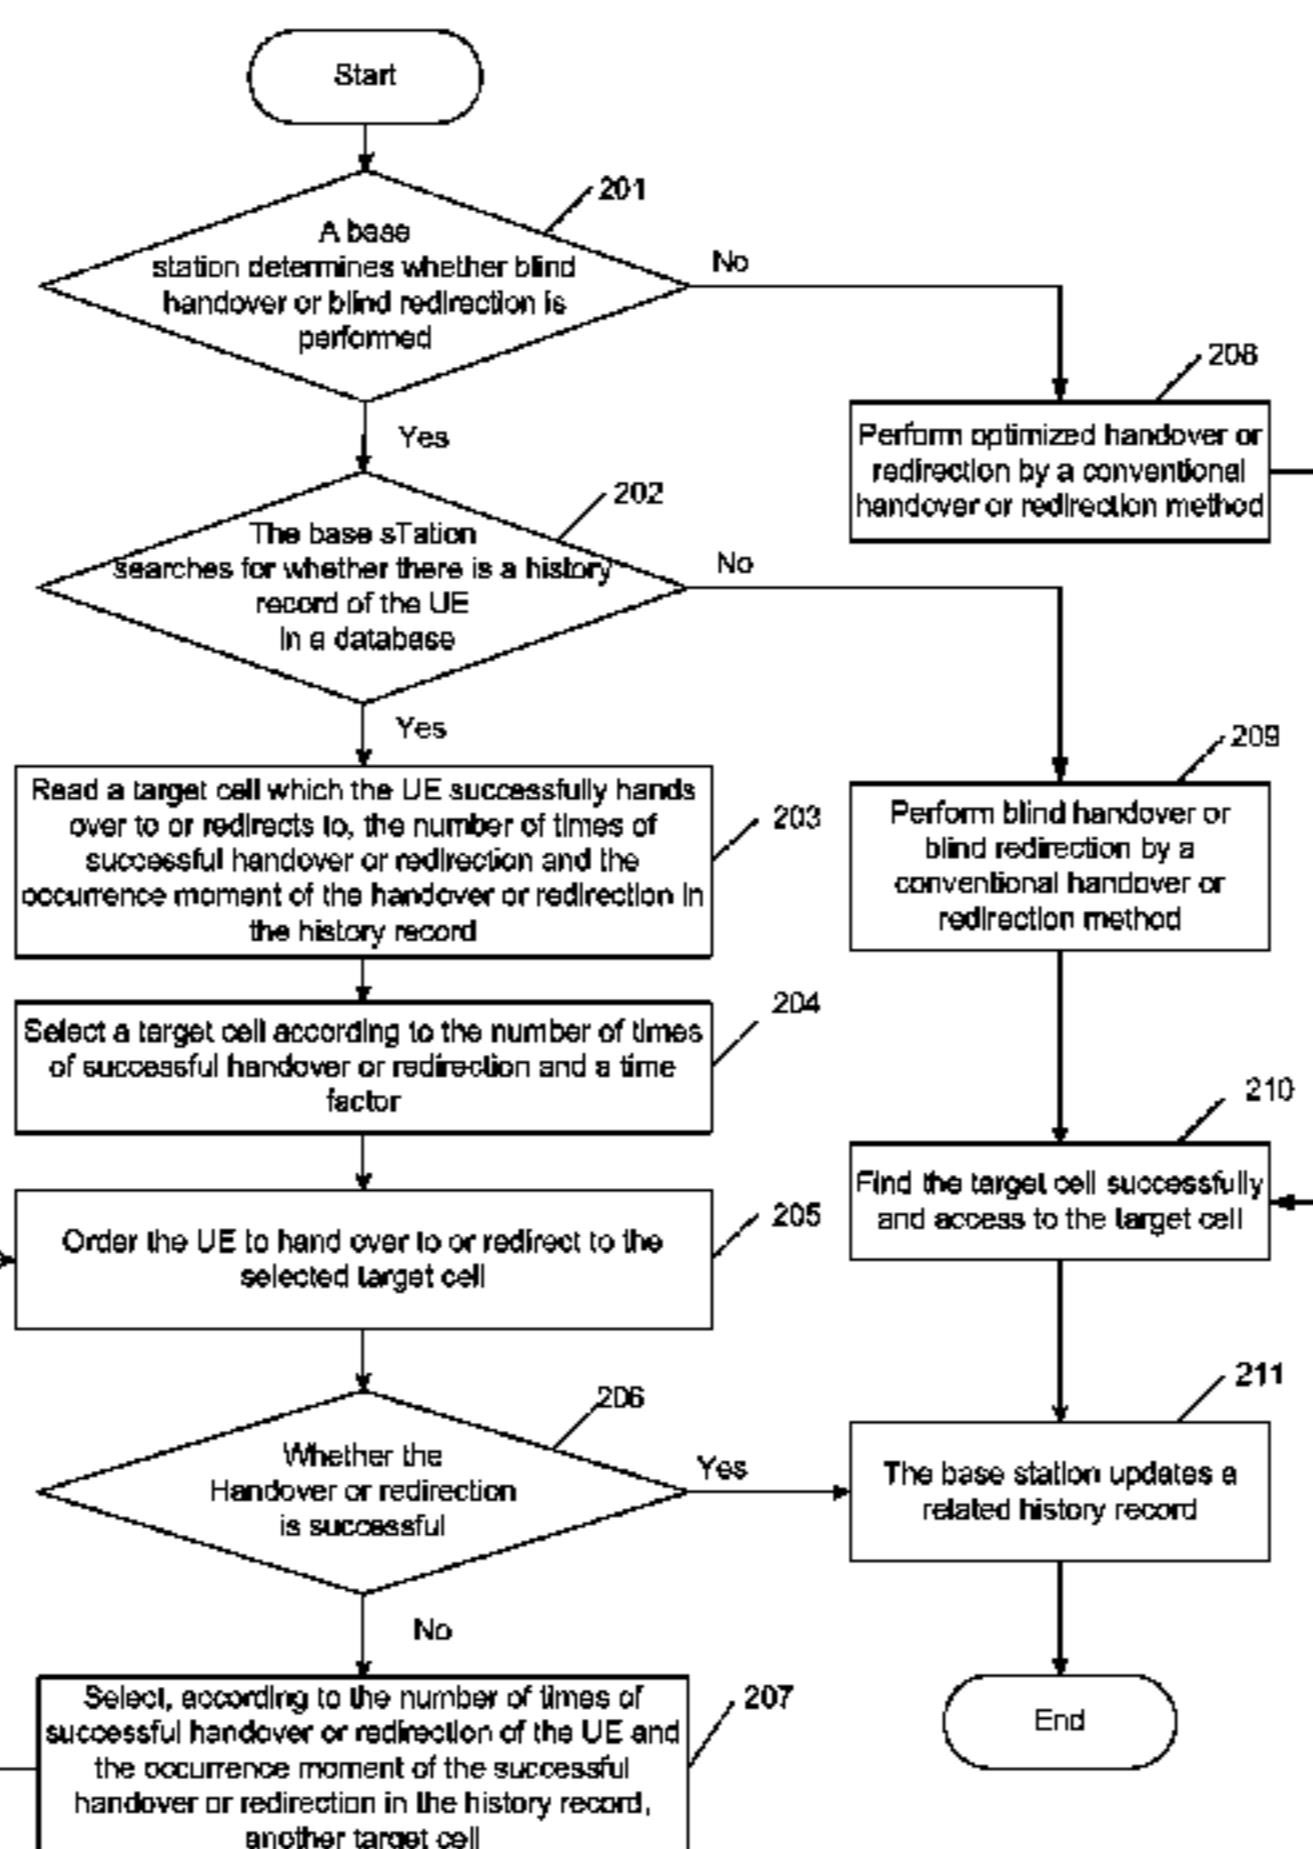 Start
201
A base
station determines whether blind
handover or blind redirection is
performed
No
Yes
208
Perform optimized handover or
redirection by a conventional
handover or redirection method
202
The base sTation
searches for whether there is a history
record of the UE
In a database
No
Yes
203
Read a target cell which the UE successfully hands
over to or redirects to, the number of times of
successful handover or redirection and the
occurrence moment of the handover or redirection in
the history record
209
Perform blind handover or
blind redirection by a
conventional handover or
redirection method
204
Select a target cell according to the number of times
of successful handover or redirection and a time
factor
210
Find the target cell successfully
and access to the target cell
205
Order the UE to hand over to or redirect to the
selected target cell
206
Whether the
Handover or redirection
is successful
Yes
No
211
The base station updates a
related history record
207
Select, according to the number of times of
successful handover or redirection of the UE and
the occurrence moment of the successful
handover or redirection in the history record,
another target cell
End